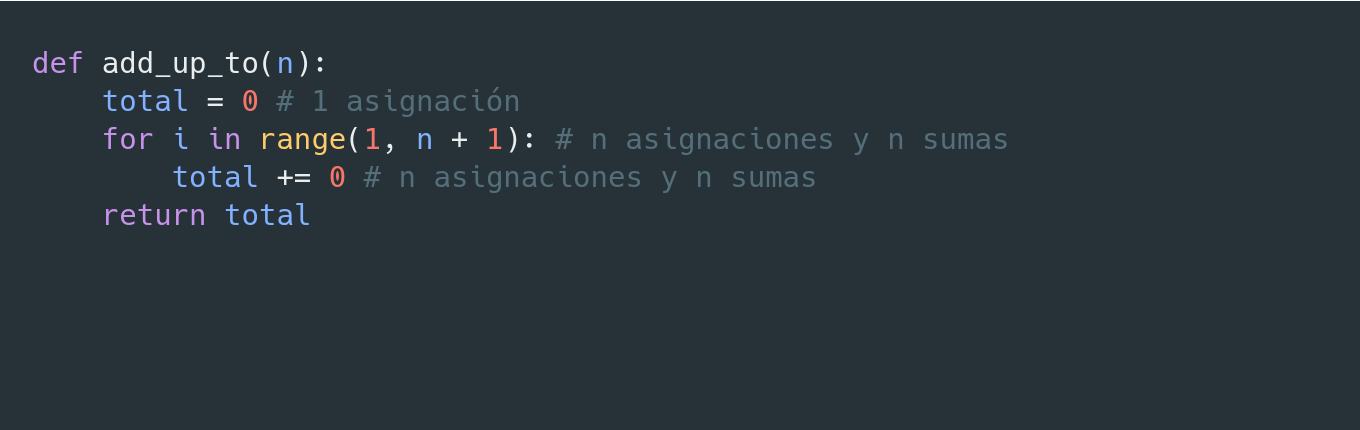 def add_up_to(n):
    total = 0 # 1 asignación
    for i in range(1, n + 1): # n asignaciones y n sumas
        total += 0 # n asignaciones y n sumas
    return total